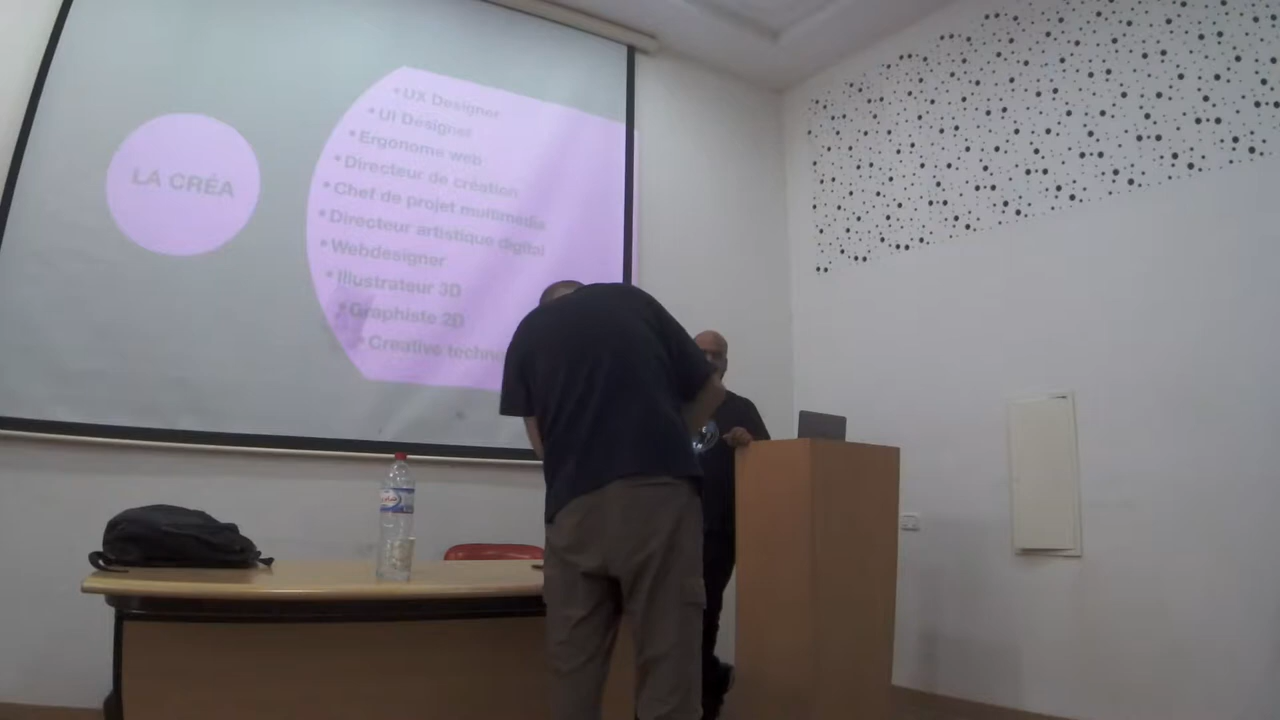 LA CRÉA
• UX Designer
• UI Designer
• Ergonome web
• Directeur de création
• Chef de projet multimedia
• Directeur artistique digital
• Webdesigner
• Illustrateur 3D
• Graphiste 2D
• Creative